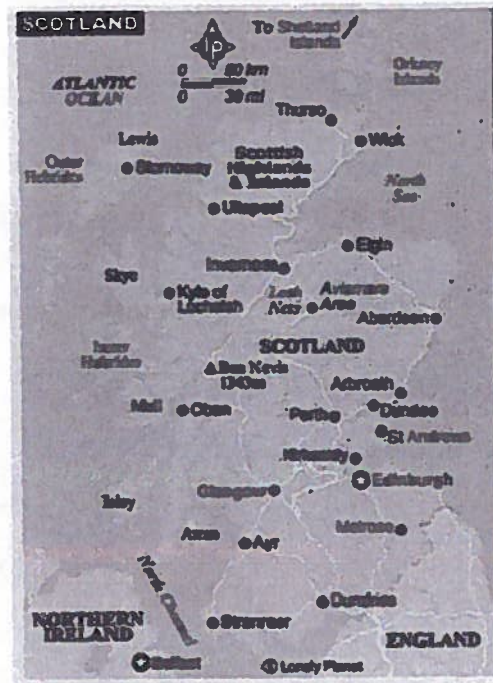 SCOTLAND
To Shetland
Islands
Orkney
Islands
ATLANTIC
OCEAN
0 60 km
0 30 mi
Thurso
Wick
Lewis
Scottish
Highlands
& Islands
Outer
Hebrides
Stornoway
North
Sea
Ullapool
Elgin
Inverness
Skye
Kyle of
Lochalsh
Loch
Ness
Aviemore
Area
Aberdeen
SCOTLAND
Inner
Hebrides
Ben Nevis
1343m
Arbroath
Mull
Oban
Perth
Dundee
St Andrews
Kirkcaldy
Edinburgh
Glasgow
Islay
Melrose
Arran
Ayr
North Channel
Dumfries
NORTHERN
IRELAND
Stranraer
ENGLAND
Belfast
Lonely Planet